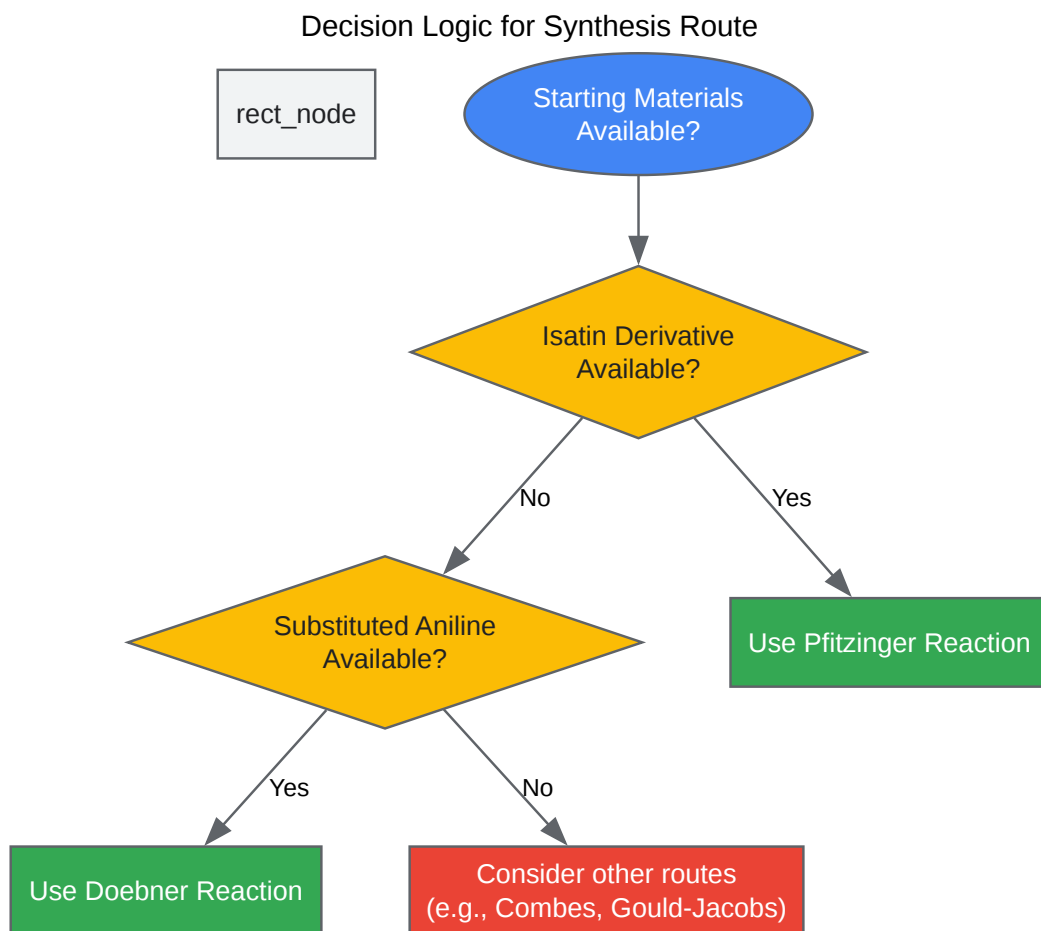 Decision Logic for Synthesis Route
rect_node
Starting Materials
Available?
Isatin Derivative
Available?
No
Yes
Substituted Aniline
Available?
Use Pfitzinger Reaction
Yes
No
Use Doebner Reaction
Consider other routes
(e.g., Combes, Gould-Jacobs)